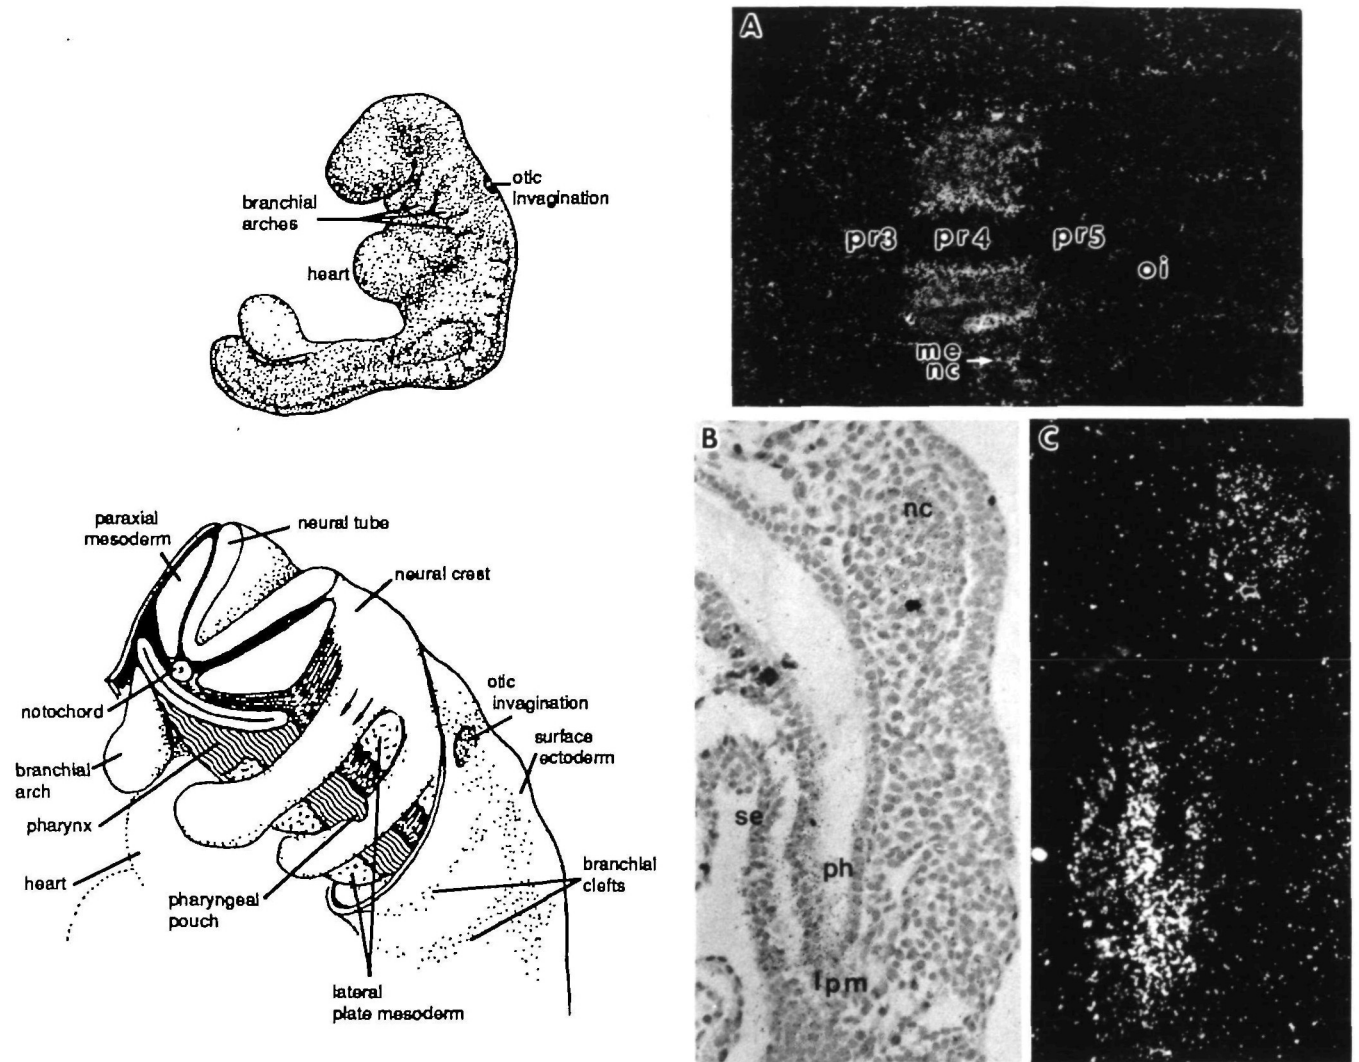 branchial
arches
otic
invagination
heart
paraxial
mesoderm
neural tube
neural crest
notochord
branchial
arch
pharynx
heart
pharyngeal
pouch
lateral
plate mesoderm
otic
invagination
surface
ectoderm
branchial
clefts
A
pr3 pr4 pr5
oi
me
nc
B
nc
se
ph
lpm
C